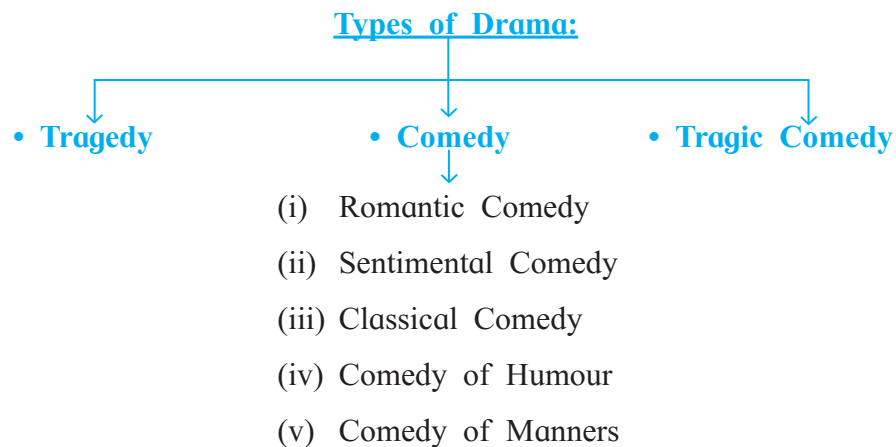 Types of Drama:
• Tragedy • Comedy • Tragic Comedy
(i) Romantic Comedy
(ii) Sentimental Comedy
(iii) Classical Comedy
(iv) Comedy of Humour
(v) Comedy of Manners